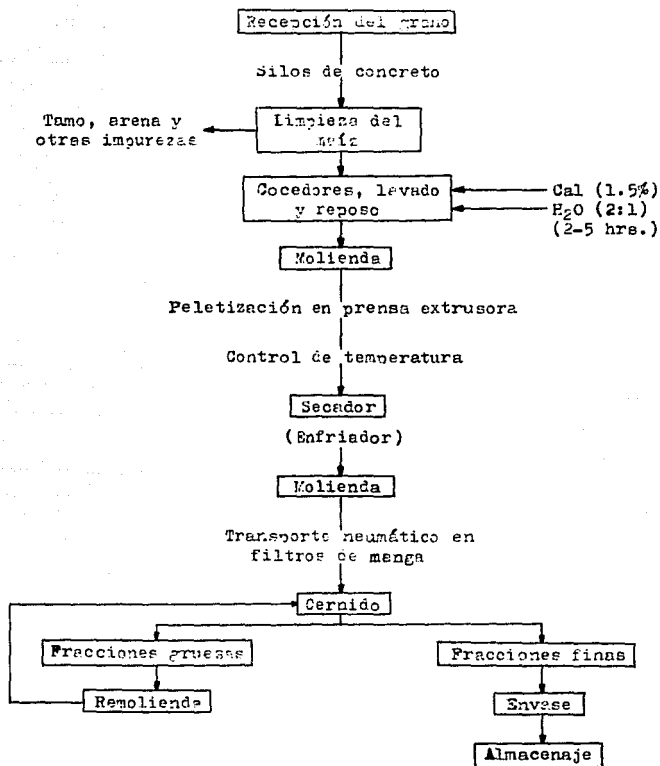 Recepción del grano
Silos de concreto
Tamo, arena y
otras impurezas
Limpieza del
maíz
Cocedores, lavado
y reposo
Cal (1.5%)
H₂O (2:1)
(2-5 hrs.)
Molienda
Peletización en prensa extrusora
Control de temperatura
Secador
(Enfriador)
Molienda
Transporte neumático en
filtros de manga
Cernido
Fracciones gruesas
Fracciones finas
Remolienda
Envase
Almacenaje